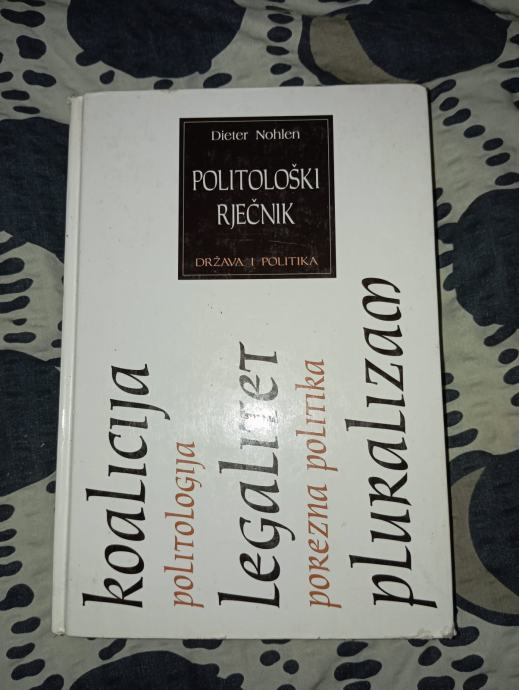 Dieter Nohlen
POLITOLOŠKI
RJEČNIK
DRŽAVA I POLITIKA
koalicija
politologija
legalitet
porezna politika
pluralizam